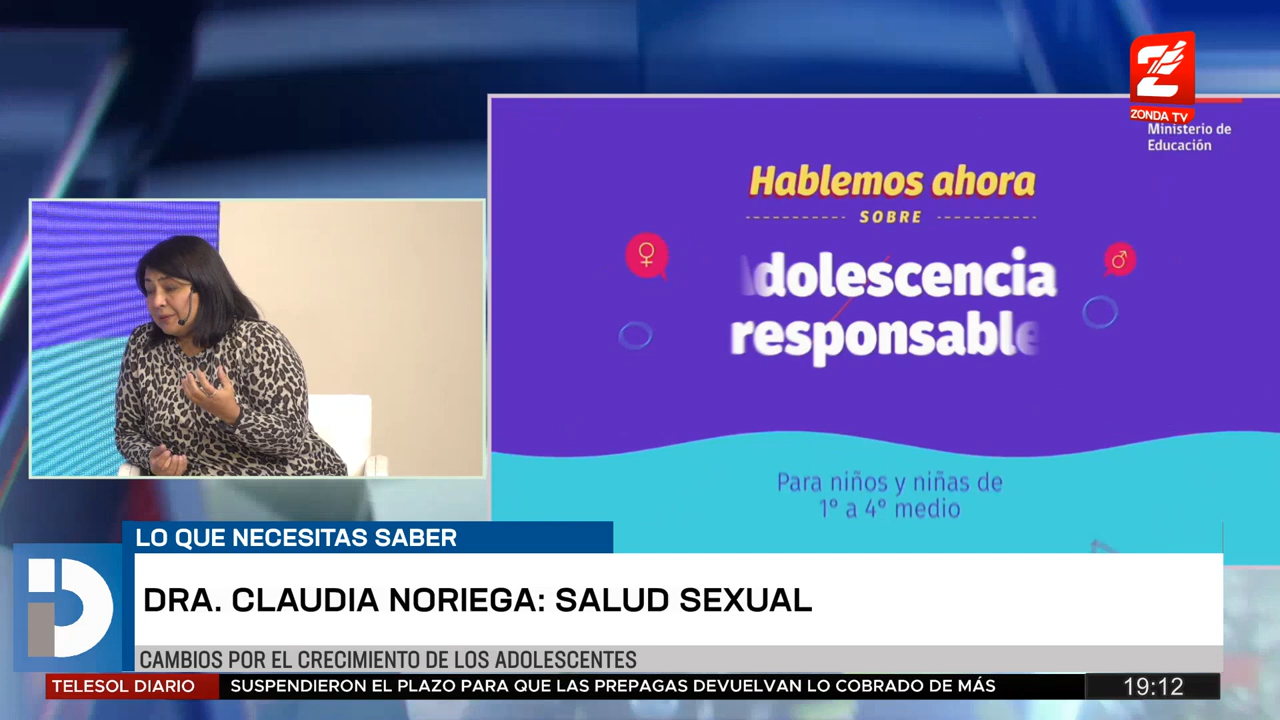 ZONDA TV
Ministerio de
Educación
Hablemos ahora
SOBRE
Adolescencia
responsable
Para niños y niñas de
1° a 4° medio
LO QUE NECESITAS SABER
DRA. CLAUDIA NORIEGA: SALUD SEXUAL
CAMBIOS POR EL CRECIMIENTO DE LOS ADOLESCENTES
TELESOL DIARIO
SUSPENDIERON EL PLAZO PARA QUE LAS PREPAGAS DEVUELVAN LO COBRADO DE MÁS
19:12